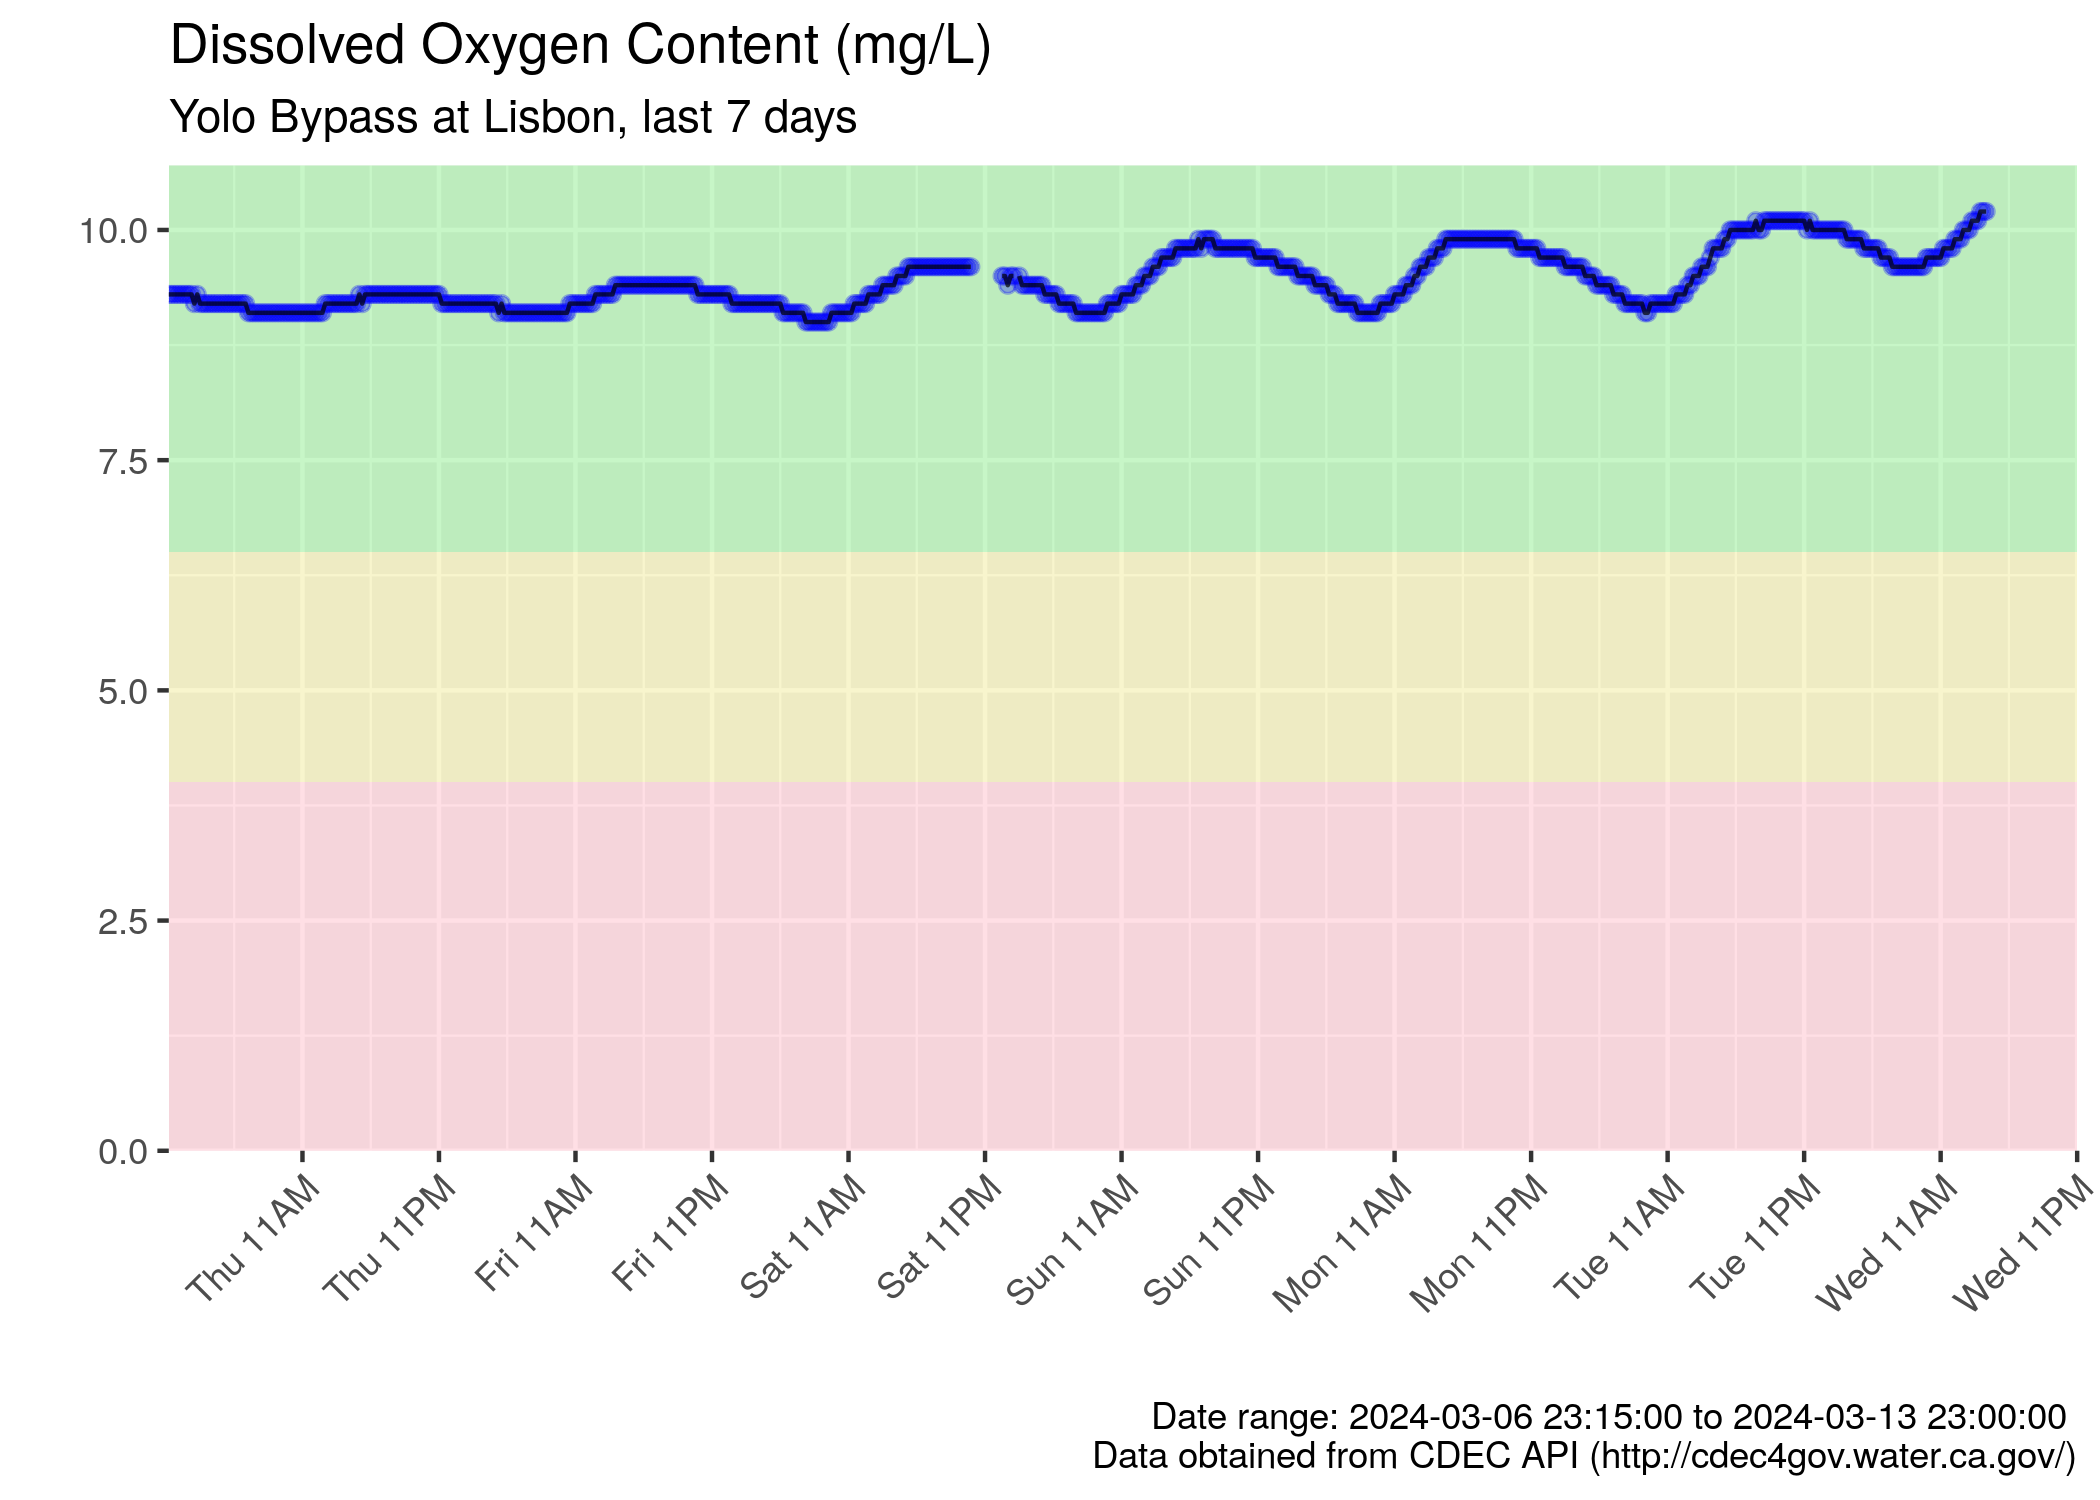 Dissolved Oxygen Content (mg/L)
Yolo Bypass at Lisbon, last 7 days
10.0
7.5
5.0
2.5
0.0
Thu 11AM
Thu 11PM
Fri 11AM
Fri 11PM
Sat 11AM
Sat 11PM
Sun 11AM
Sun 11PM
Mon 11AM
Mon 11PM
Tue 11AM
Tue 11PM
Wed 11AM
Wed 11PM
Date range: 2024-03-06 23:15:00 to 2024-03-13 23:00:00
Data obtained from CDEC API (http://cdec4gov.water.ca.gov/)